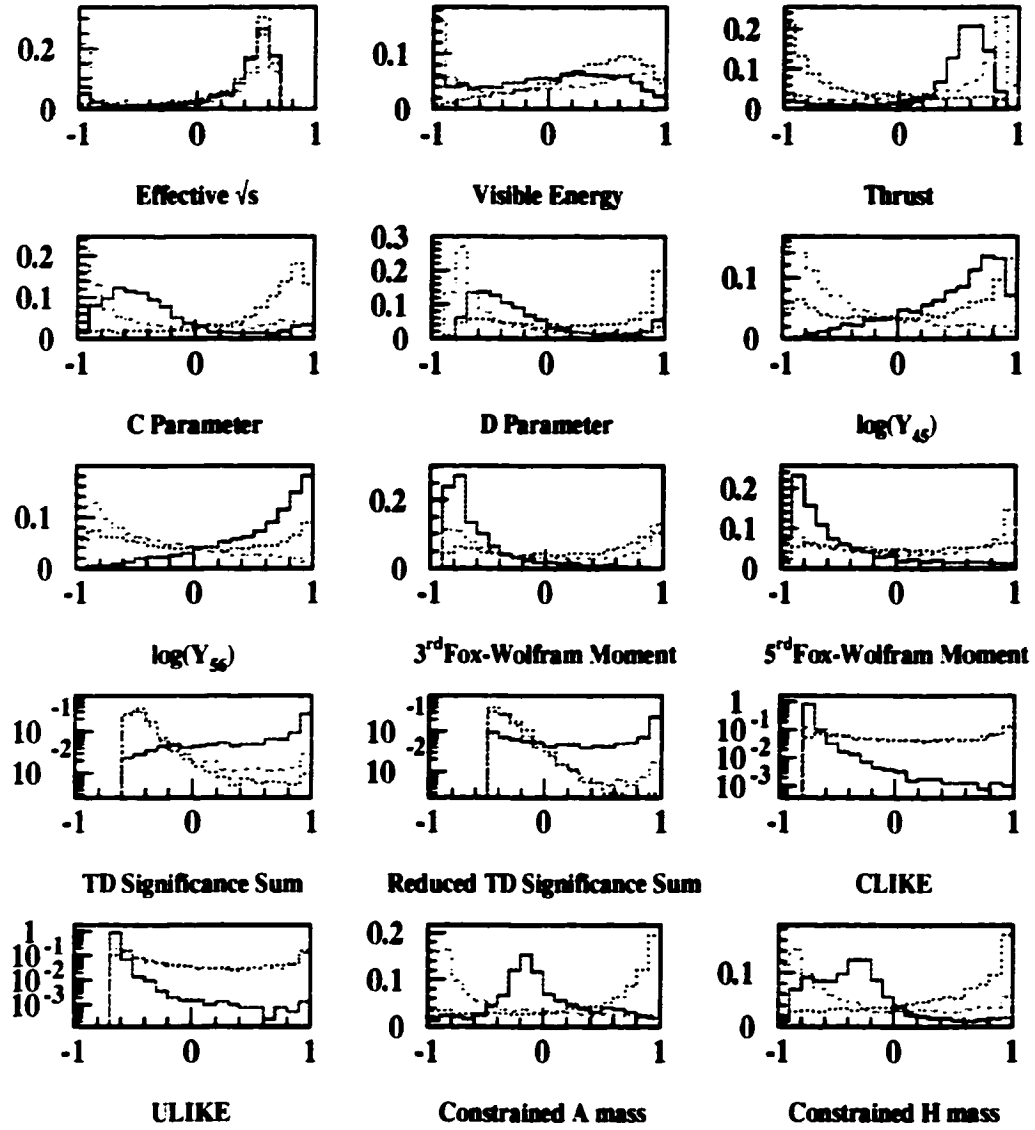 0.2
0
-1 0 1
Effective √s
0.1
0
-1 0 1
Visible Energy
0.2
0.1
0
-1 0 1
Thrust
0.2
0.1
0
-1 0 1
C Parameter
0.3
0.2
0.1
0
-1 0 1
D Parameter
0.1
0
-1 0 1
log(Y45)
0.1
0
-1 0 1
log(Y56)
0.2
0
-1 0 1
3rd Fox-Wolfram Moment
0.2
0.1
0
-1 0 1
5rd Fox-Wolfram Moment
10-1
10-2
-1 0 1
TD Significance Sum
10-1
10-2
-1 0 1
Reduced TD Significance Sum
1
10-1
10-2
10-3
-1 0 1
CLIKE
1
10-1
10-2
10-3
-1 0 1
ULIKE
0.2
0.1
0
-1 0 1
Constrained A mass
0.1
0
-1 0 1
Constrained H mass